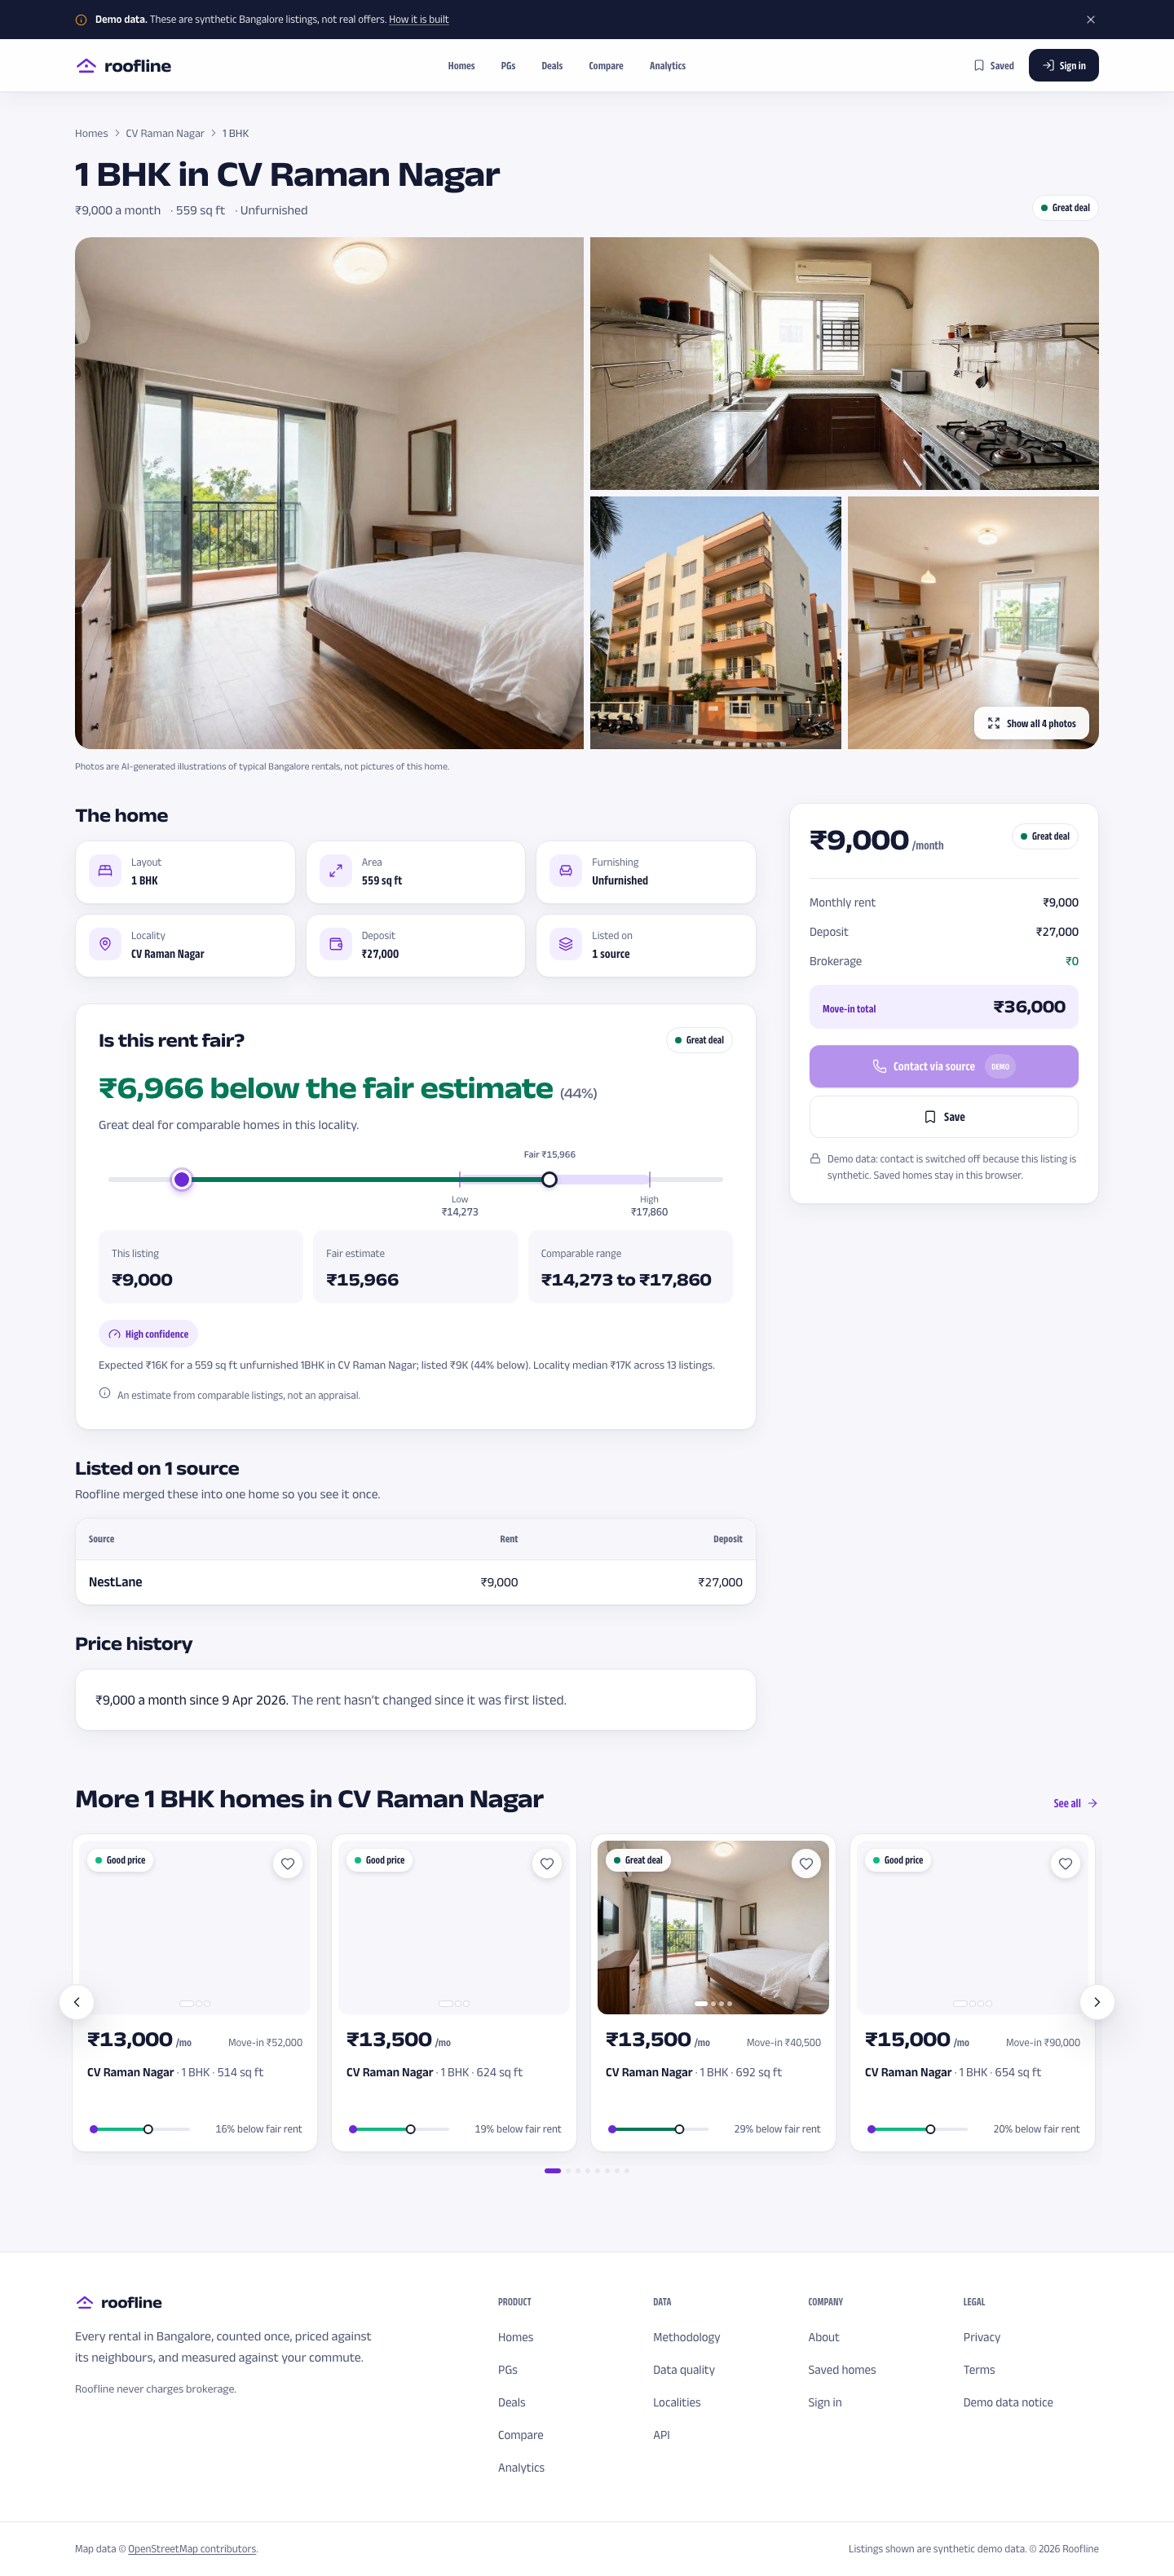 Demo data. These are synthetic Bangalore listings, not real offers. How it is built
roofline
Homes PGs Deals Compare Analytics
Saved
Sign in
Homes > CV Raman Nagar > 1 BHK
1 BHK in CV Raman Nagar
₹9,000 a month · 559 sq ft · Unfurnished
Great deal
Show all 4 photos
Photos are AI-generated illustrations of typical Bangalore rentals, not pictures of this home.
The home
Layout
1 BHK
Area
559 sq ft
Furnishing
Unfurnished
Locality
CV Raman Nagar
Deposit
₹27,000
Listed on
1 source
₹9,000 /month
Great deal
Monthly rent ₹9,000
Deposit ₹27,000
Brokerage ₹0
Move-in total ₹36,000
Contact via source DEMO
Save
Demo data: contact is switched off because this listing is
synthetic. Saved homes stay in this browser.
Is this rent fair?
Great deal
₹6,966 below the fair estimate (44%)
Great deal for comparable homes in this locality.
Fair ₹15,966
Low
₹14,273
High
₹17,860
This listing
₹9,000
Fair estimate
₹15,966
Comparable range
₹14,273 to ₹17,860
High confidence
Expected ₹16K for a 559 sq ft unfurnished 1BHK in CV Raman Nagar; listed ₹9K (44% below). Locality median ₹17K across 13 listings.
An estimate from comparable listings, not an appraisal.
Listed on 1 source
Roofline merged these into one home so you see it once.
Source Rent Deposit
NestLane ₹9,000 ₹27,000
Price history
₹9,000 a month since 9 Apr 2026. The rent hasn't changed since it was first listed.
More 1 BHK homes in CV Raman Nagar
See all
Good price
₹13,000 /mo Move-in ₹52,000
CV Raman Nagar · 1 BHK · 514 sq ft
16% below fair rent
Good price
₹13,500 /mo
CV Raman Nagar · 1 BHK · 624 sq ft
19% below fair rent
Great deal
₹13,500 /mo Move-in ₹40,500
CV Raman Nagar · 1 BHK · 692 sq ft
29% below fair rent
Good price
₹15,000 /mo Move-in ₹90,000
CV Raman Nagar · 1 BHK · 654 sq ft
20% below fair rent
roofline
Every rental in Bangalore, counted once, priced against
its neighbours, and measured against your commute.
Roofline never charges brokerage.
PRODUCT
Homes
PGs
Deals
Compare
Analytics
DATA
Methodology
Data quality
Localities
API
COMPANY
About
Saved homes
Sign in
LEGAL
Privacy
Terms
Demo data notice
Map data © OpenStreetMap contributors.
Listings shown are synthetic demo data. © 2026 Roofline